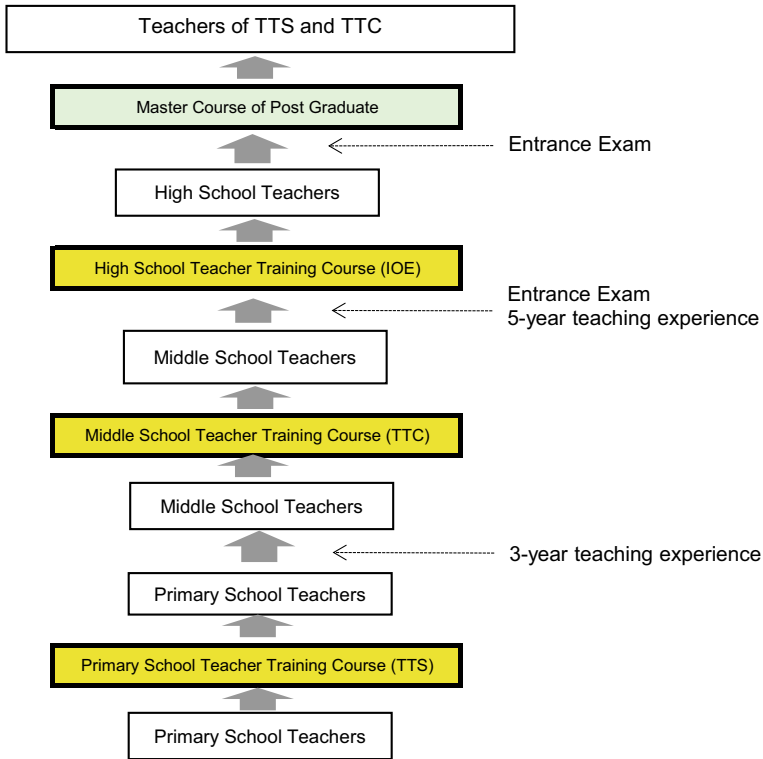 Teachers of TTS and TTC
Master Course of Post Graduate
Entrance Exam
High School Teachers
High School Teacher Training Course (IOE)
Entrance Exam
5-year teaching experience
Middle School Teachers
Middle School Teacher Training Course (TTC)
Middle School Teachers
3-year teaching experience
Primary School Teachers
Primary School Teacher Training Course (TTS)
Primary School Teachers